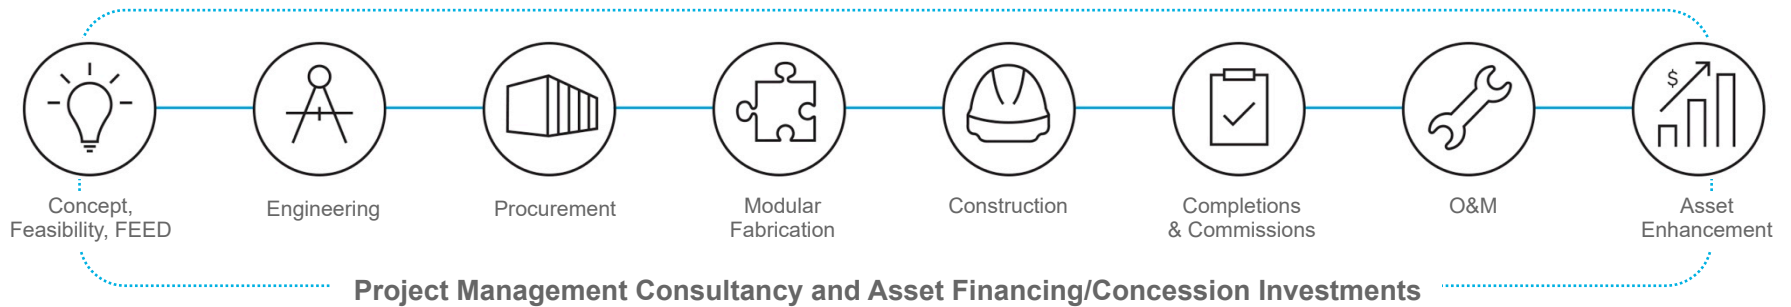 $
Concept,
Feasibility, FEED
Engineering
Procurement
Modular
Fabrication
Construction
Completions
& Commissions
O&M
Asset
Enhancement
Project Management Consultancy and Asset Financing/Concession Investments